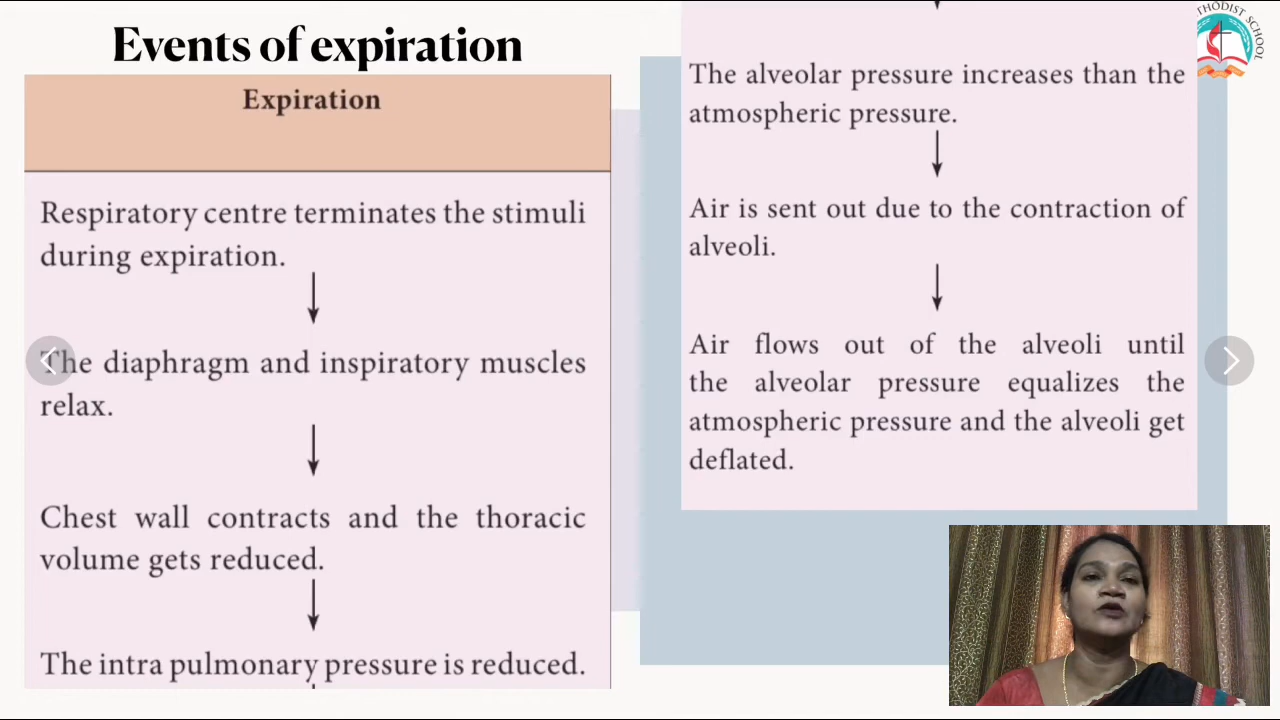 Events of expiration
Expiration
Respiratory centre terminates the stimuli
during expiration.
The diaphragm and inspiratory muscles
relax.
Chest wall contracts and the thoracic
volume gets reduced.
The intra pulmonary pressure is reduced.
The alveolar pressure increases than the
atmospheric pressure.
Air is sent out due to the contraction of
alveoli.
Air flows out of the alveoli until
the alveolar pressure equalizes the
atmospheric pressure and the alveoli get
deflated.
THODIST SCHOOL